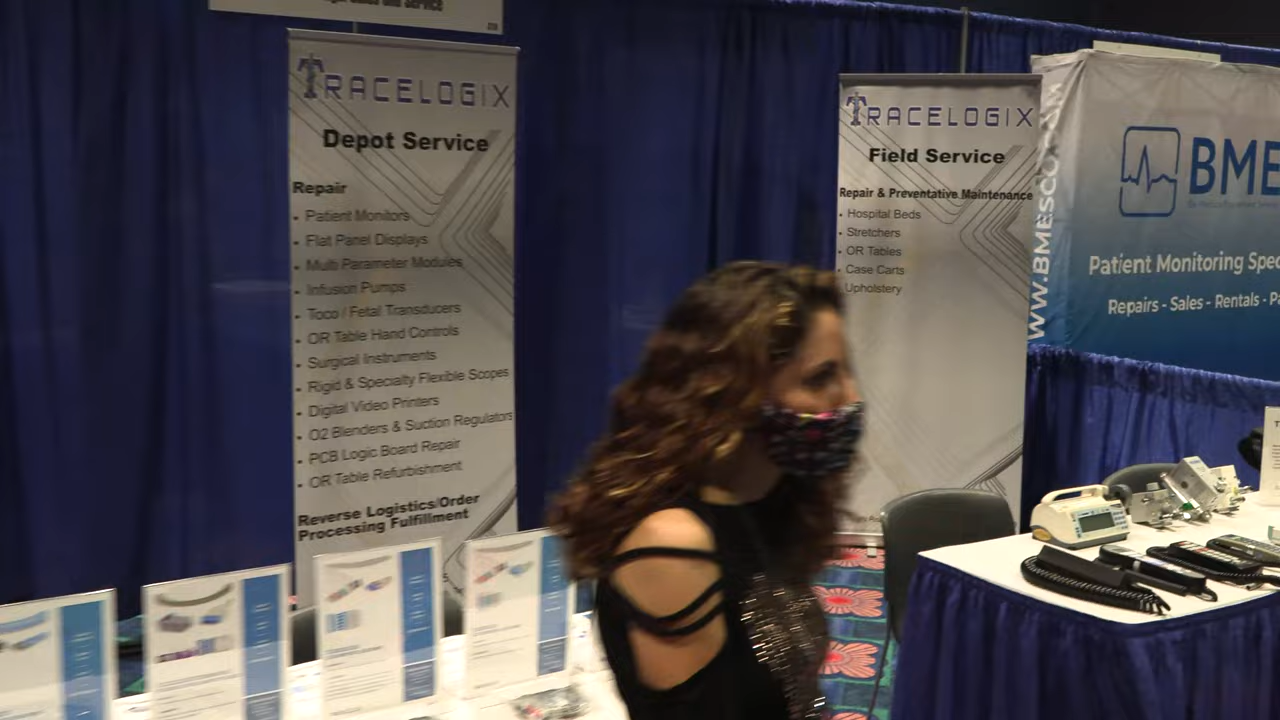 TRACELOGIX
Depot Service
Repair
• Patient Monitors
• Flat Panel Displays
• Multi Parameter Modules
• Infusion Pumps
• Toco / Fetal Transducers
• OR Table Hand Controls
• Surgical Instruments
• Rigid & Specialty Flexible Scopes
• Digital Video Printers
• O2 Blenders & Suction Regulators
• PCB Logic Board Repair
• OR Table Refurbishment
Reverse Logistics/Order
Processing Fulfillment
TRACELOGIX
Field Service
Repair & Preventative Maintenance
• Hospital Beds
• Stretchers
• OR Tables
• Case Carts
Upholstery
WWW.BMESCO
BME
Patient Monitoring Spec
Repairs - Sales - Rentals - Pa